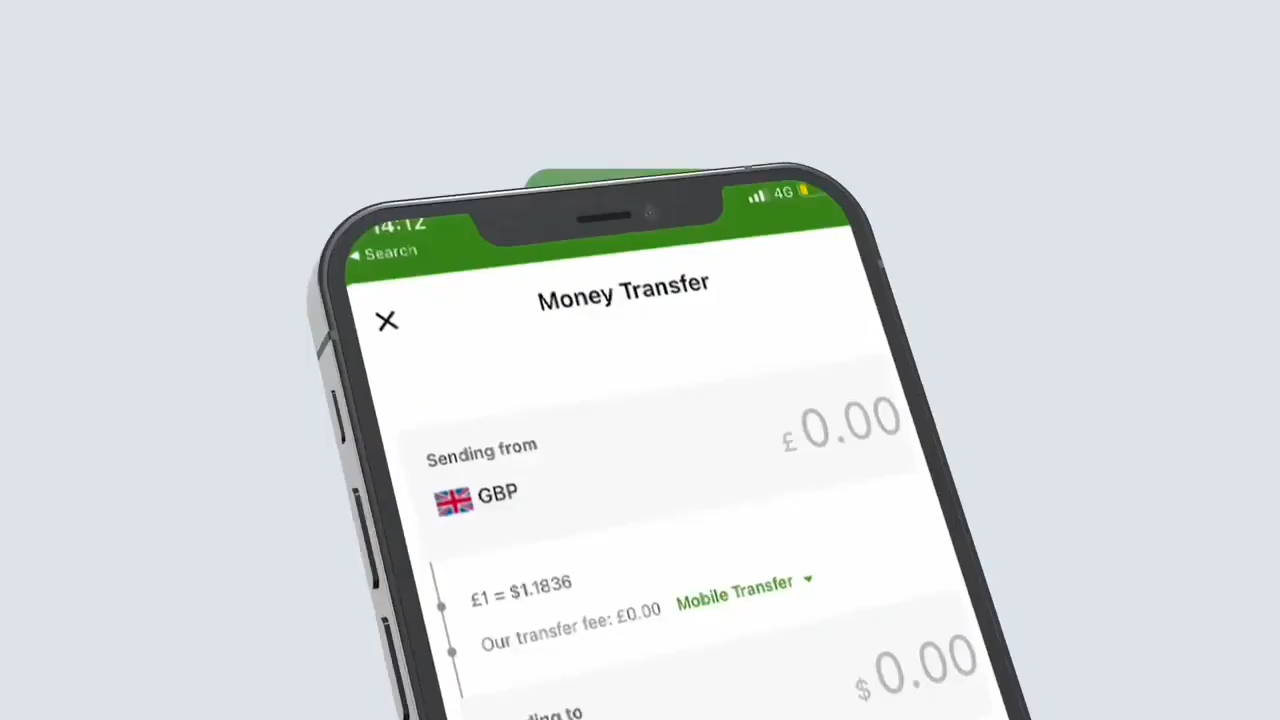 14:12
4G
◀ Search
Money Transfer
Sending from
£ 0.00
GBP
£1 = $1.1836
Our transfer fee: £0.00 Mobile Transfer
$ 0.00
to